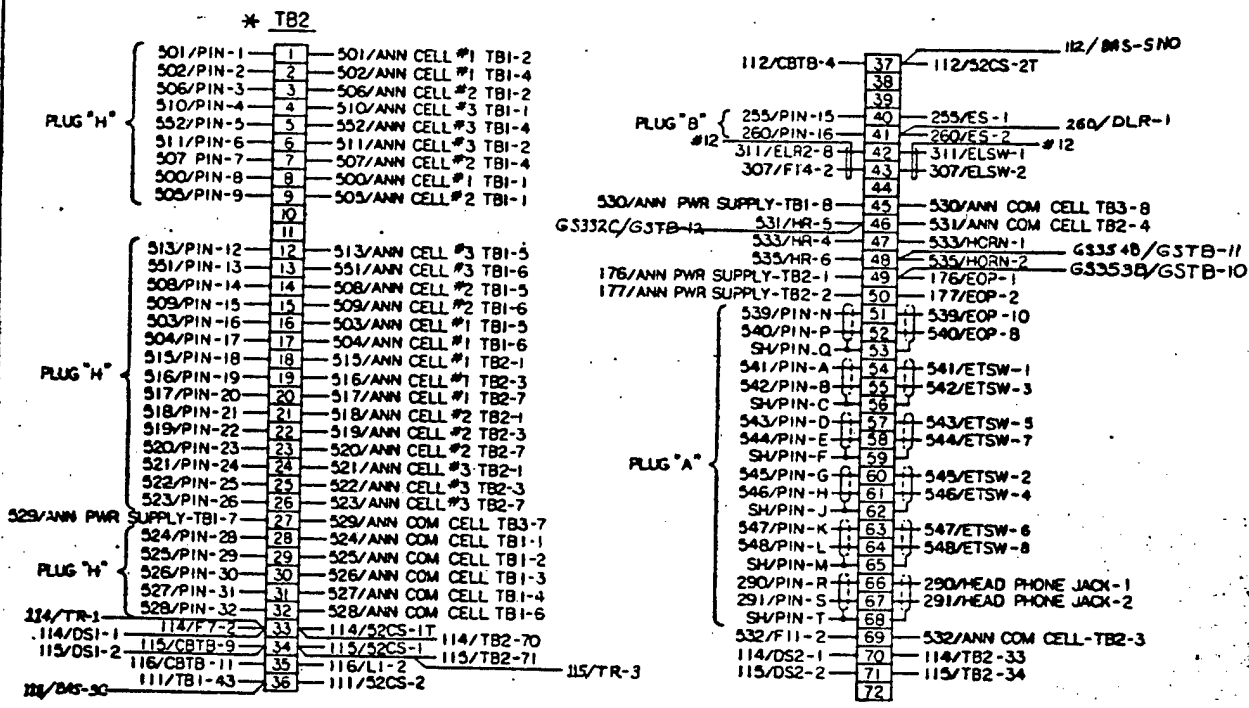 * TB2
501/PIN-1 1 501/ANN CELL #1 TB1-2
502/PIN-2 2 502/ANN CELL #1 TB1-4
506/PIN-3 3 506/ANN CELL #2 TB1-2
510/PIN-4 4 510/ANN CELL #3 TB1-1
PLUG "H"
552/PIN-5 5 552/ANN CELL #3 TB1-4
511/PIN-6 6 511/ANN CELL #3 TB1-2
507 PIN-7 7 507/ANN CELL #2 TB1-4
500/PIN-8 8 500/ANN CELL #1 TB1-1
505/PIN-9 9 505/ANN CELL #2 TB1-1
10
11
513/PIN-12 12 513/ANN CELL #3 TB1-5
551/PIN-13 13 551/ANN CELL #3 TB1-6
508/PIN-14 14 508/ANN CELL #2 TB1-5
509/PIN-15 15 509/ANN CELL #2 TB1-6
503/PIN-16 16 503/ANN CELL #1 TB1-5
504/PIN-17 17 504/ANN CELL #1 TB1-6
515/PIN-18 18 515/ANN CELL #1 TB2-1
PLUG "H"
516/PIN-19 19 516/ANN CELL #1 TB2-3
517/PIN-20 20 517/ANN CELL #1 TB2-7
518/PIN-21 21 518/ANN CELL #2 TB2-1
519/PIN-22 22 519/ANN CELL #2 TB2-3
520/PIN-23 23 520/ANN CELL #2 TB2-7
521/PIN-24 24 521/ANN CELL #3 TB2-1
522/PIN-25 25 522/ANN CELL #3 TB2-3
523/PIN-26 26 523/ANN CELL #3 TB2-7
529/ANN PWR SUPPLY-TB1-7 27 529/ANN COM CELL TB3-7
524/PIN-28 28 524/ANN COM CELL TB1-1
525/PIN-29 29 525/ANN COM CELL TB1-2
PLUG "H"
526/PIN-30 30 526/ANN COM CELL TB1-3
527/PIN-31 31 527/ANN COM CELL TB1-4
528/PIN-32 32 528/ANN COM CELL TB1-6
114/TR-1
114/F7-2 33 114/52CS-1T
114/DS1-1 114/TB2-70
115/CBTB-9 34 115/52CS-1
115/DS1-2 115/TB2-71
115/TR-3
116/CBTB-11 35 116/L1-2
111/TB1-43 36 111/52CS-2
112/BAS-5NO
112/CBTB-4 37 112/52CS-2T
38
39
PLUG "B"
255/PIN-15 40 255/ES-1
260/DLR-1
260/PIN-16 41 260/ES-2
#12 #12
311/ELR2-8 42 311/ELSW-1
307/F14-2 43 307/ELSW-2
44
530/ANN PWR SUPPLY-TB1-8 45 530/ANN COM CELL TB3-8
GS332C/GSTB-12
531/HR-5 46 531/ANN COM CELL TB2-4
533/HR-4 47 533/HORN-1
GS354B/GSTB-11
535/HR-6 48 535/HORN-2
GS353B/GSTB-10
176/ANN PWR SUPPLY-TB2-1 49 176/EOP-1
177/ANN PWR SUPPLY-TB2-2 50 177/EOP-2
539/PIN-N 51 539/EOP-10
540/PIN-P 52 540/EOP-8
SH/PIN-Q 53
541/PIN-A 54 541/ETSW-1
542/PIN-B 55 542/ETSW-3
SH/PIN-C 56
543/PIN-D 57 543/ETSW-5
544/PIN-E 58 544/ETSW-7
SH/PIN-F 59
PLUG "A"
545/PIN-G 60 545/ETSW-2
546/PIN-H 61 546/ETSW-4
SH/PIN-J 62
547/PIN-K 63 547/ETSW-6
548/PIN-L 64 548/ETSW-8
SH/PIN-M 65
290/PIN-R 66 290/HEAD PHONE JACK-1
291/PIN-S 67 291/HEAD PHONE JACK-2
SH/PIN-T 68
532/F11-2 69 532/ANN COM CELL-TB2-3
114/DS2-1 70 114/TB2-33
115/DS2-2 71 115/TB2-34
72